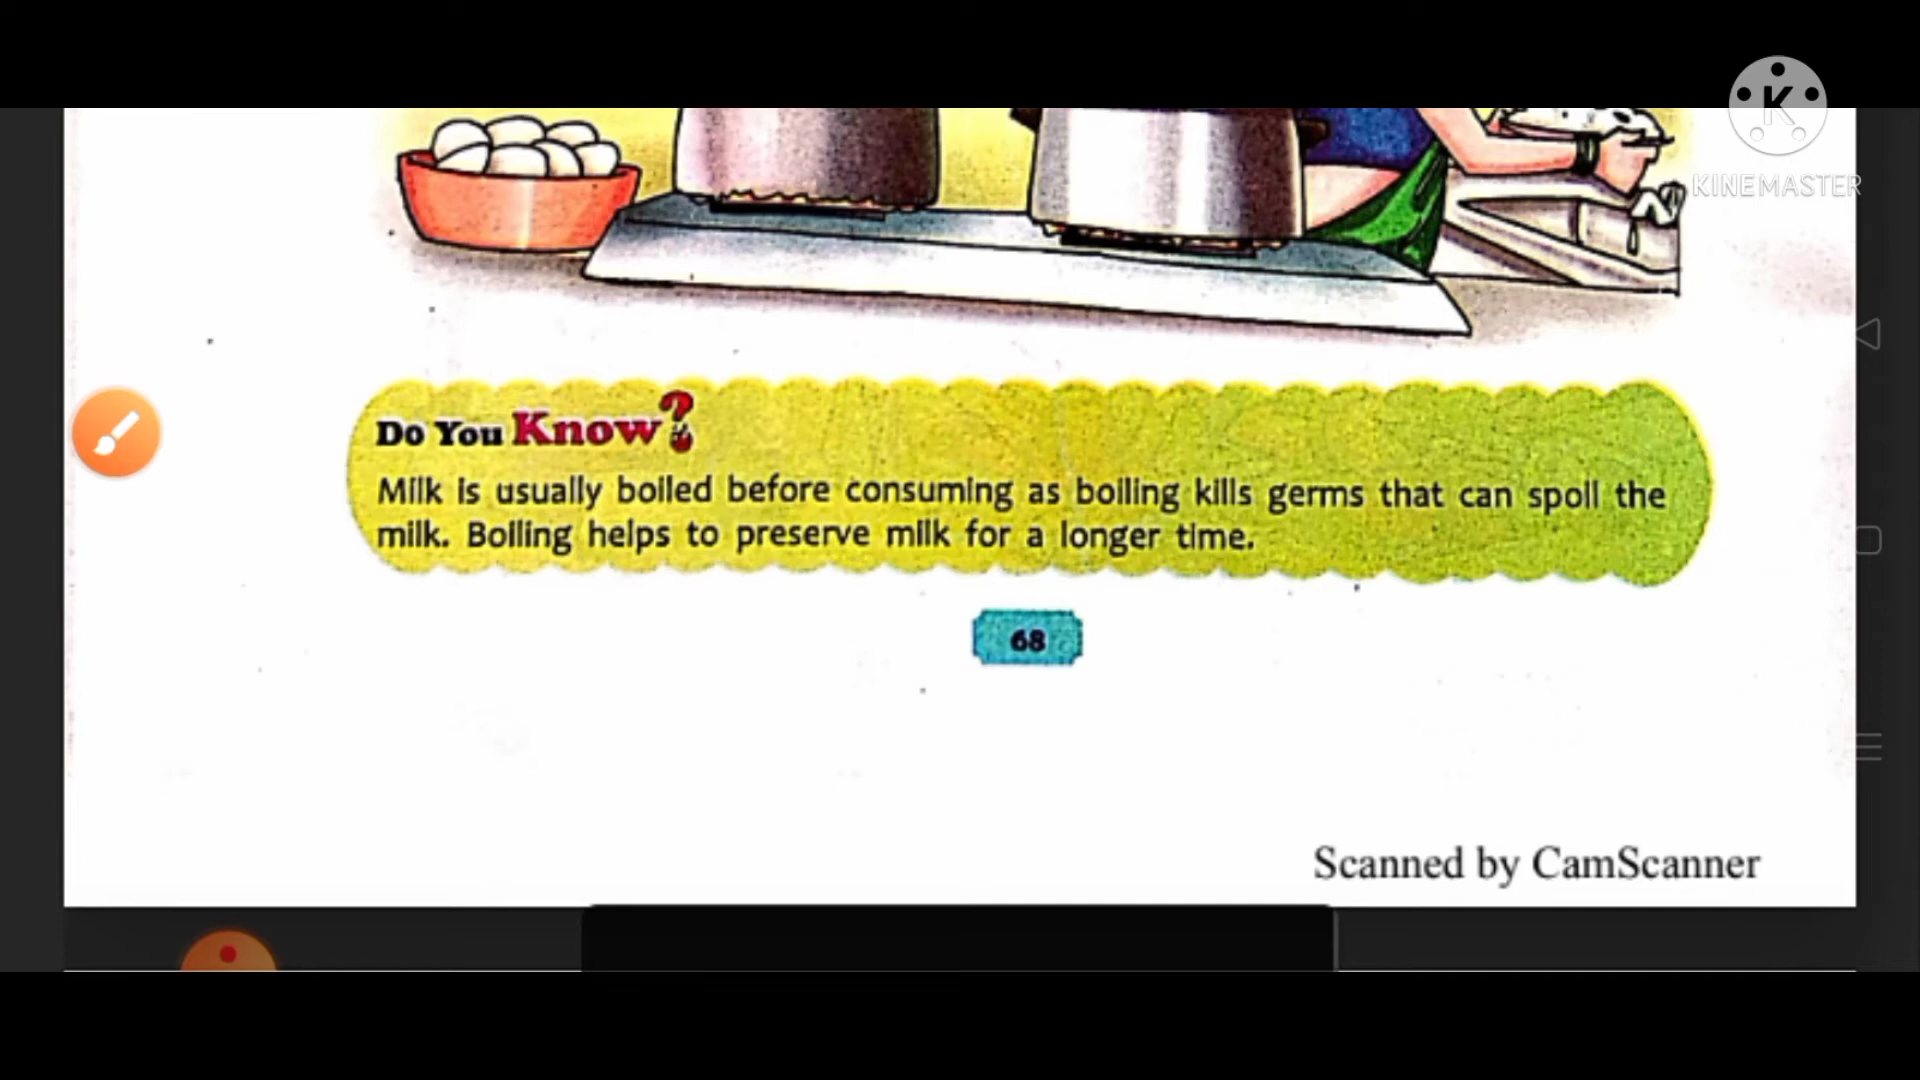 KINEMASTER
Do You Know?
Milk is usually boiled before consuming as boiling kills germs that can spoil the
milk. Boiling helps to preserve milk for a longer time.
68
Scanned by CamScanner